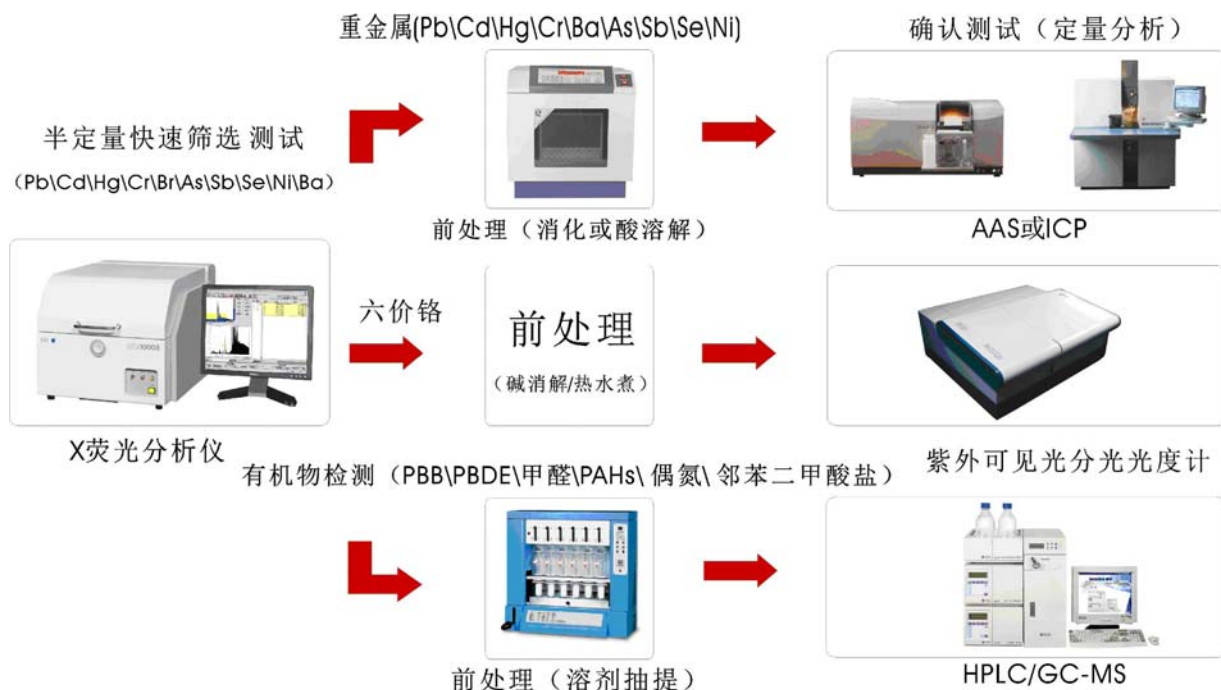 重金属(Pb\Cd\Hg\Cr\Ba\As\Sb\Se\Ni)
确认测试（定量分析）
半定量快速筛选 测试
（Pb\Cd\Hg\Cr\Br\As\Sb\Se\Ni\Ba）
前处理（消化或酸溶解）
AAS或ICP
六价铬
前处理
（碱消解/热水煮）
X荧光分析仪
紫外可见光分光光度计
有机物检测（PBB\PBDE\甲醛\PAHs\ 偶氮\ 邻苯二甲酸盐）
前处理（溶剂抽提）
HPLC/GC-MS